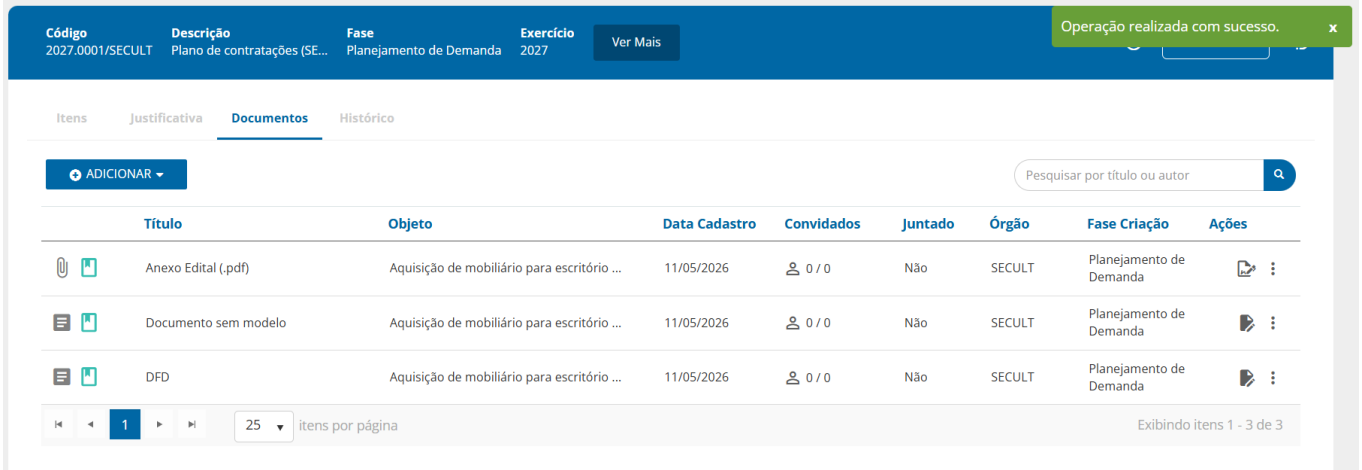 Operação realizada com sucesso. x
Código Descrição Fase Exercício
2027.0001/SECULT Plano de contratações (SE... Planejamento de Demanda 2027 Ver Mais
Itens Justificativa Documentos Histórico
ADICIONAR
Pesquisar por título ou autor
Título Objeto Data Cadastro Convidados Juntado Órgão Fase Criação Ações
Anexo Edital (.pdf) Aquisição de mobiliário para escritório ... 11/05/2026 0 / 0 Não SECULT Planejamento de
Demanda
Documento sem modelo Aquisição de mobiliário para escritório ... 11/05/2026 0 / 0 Não SECULT Planejamento de
Demanda
DFD Aquisição de mobiliário para escritório ... 11/05/2026 0 / 0 Não SECULT Planejamento de
Demanda
1 25 itens por página Exibindo itens 1 - 3 de 3